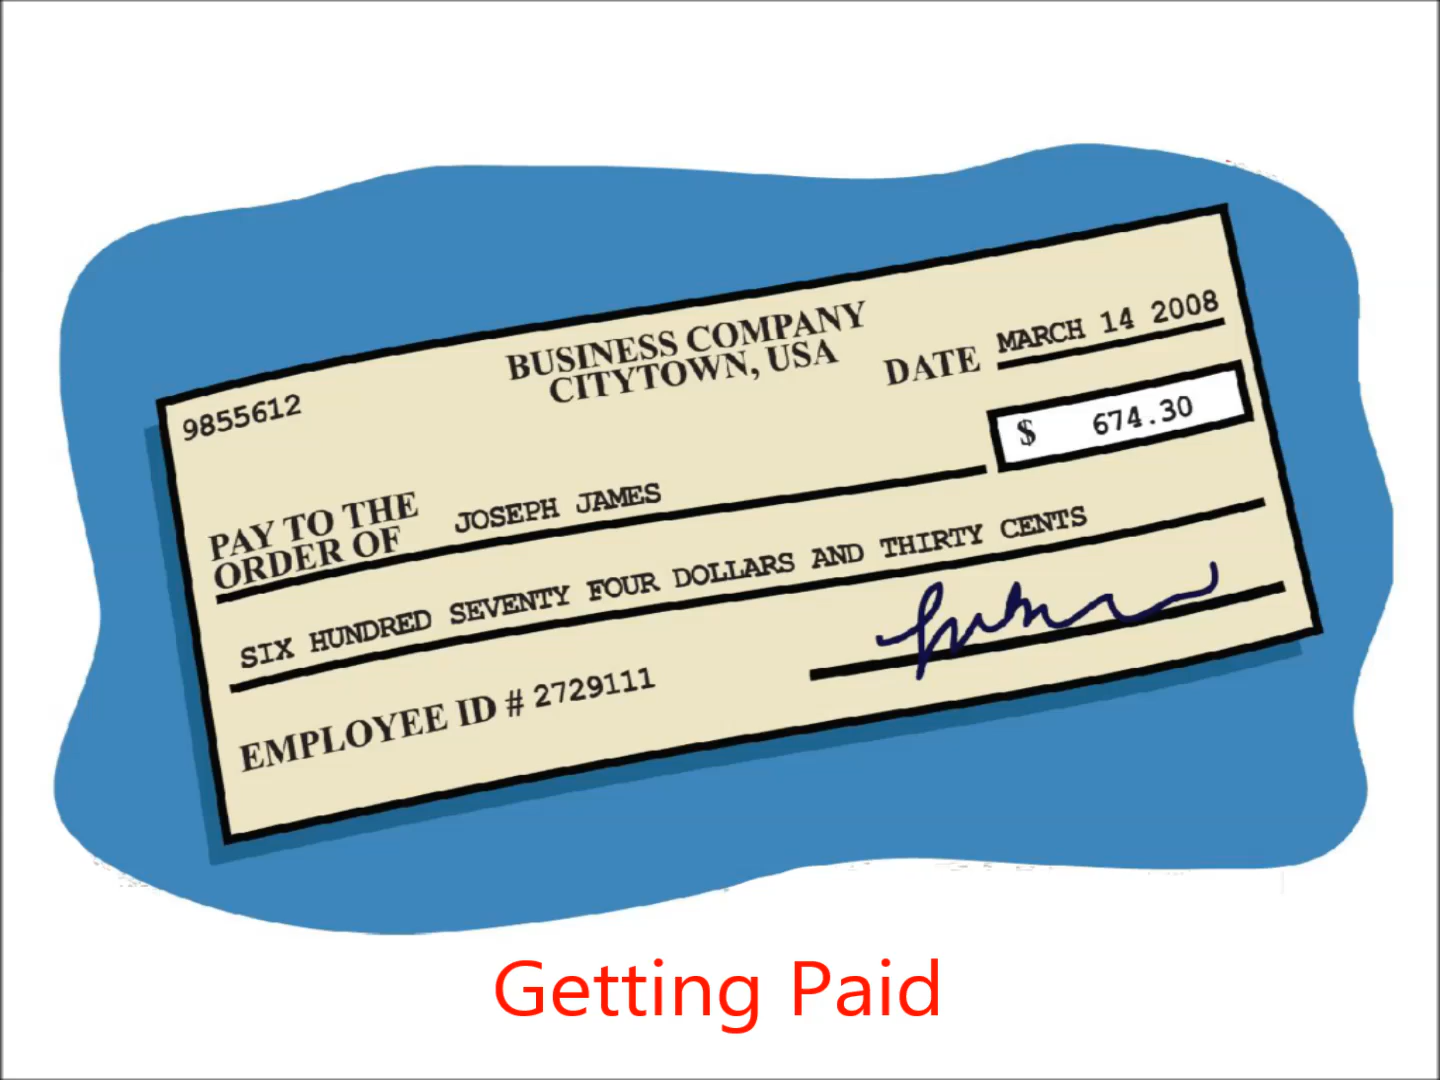 BUSINESS COMPANY
CITYTOWN, USA
DATE MARCH 14 2008
9855612
$ 674.30
PAY TO THE
ORDER OF JOSEPH JAMES
SIX HUNDRED SEVENTY FOUR DOLLARS AND THIRTY CENTS
EMPLOYEE ID # 2729111
Getting Paid